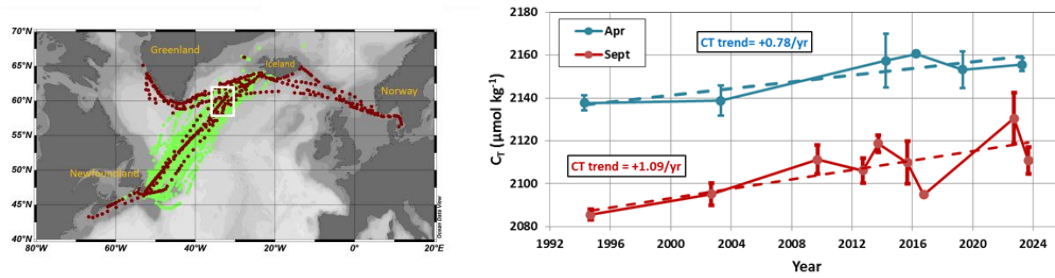 70°N
65°N
60°N
55°N
50°N
45°N
40°N
80°W
60°W
40°W
20°W
0°E
20°E
Greenland
Iceland
Norway
Newfoundland
Ocean Data View
2180
2160
2140
2120
2100
2080
C_T (µmol kg⁻¹)
Apr
Sept
CT trend= +0.78/yr
CT trend = +1.09/yr
1992
1996
2000
2004
2008
2012
2016
2020
2024
Year